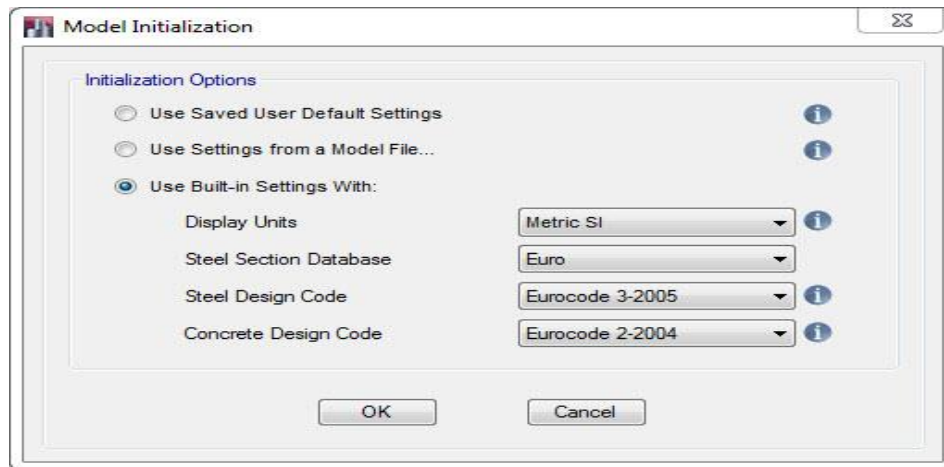 Model Initialization
Initialization Options
Use Saved User Default Settings
Use Settings from a Model File...
Use Built-in Settings With:
Display Units Metric SI
Steel Section Database Euro
Steel Design Code Eurocode 3-2005
Concrete Design Code Eurocode 2-2004
OK Cancel